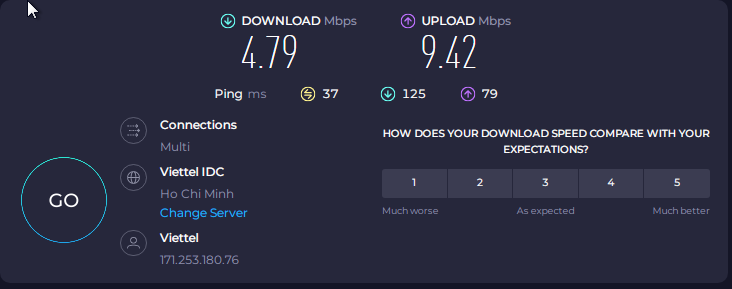 DOWNLOAD Mbps
UPLOAD Mbps
4.79
9.42
Ping ms 37 125 79
Connections
Multi
Viettel IDC
Ho Chi Minh
Change Server
Viettel
171.253.180.76
GO
HOW DOES YOUR DOWNLOAD SPEED COMPARE WITH YOUR
EXPECTATIONS?
1 2 3 4 5
Much worse As expected Much better